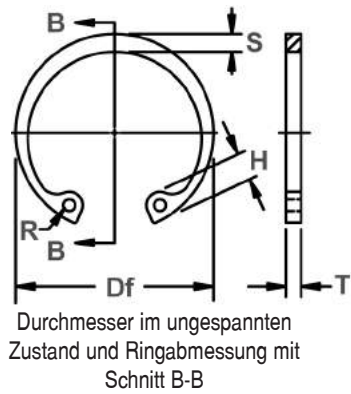 B
S
H
R
B
Df
T
Durchmesser im ungespannten
Zustand und Ringabmessung mit
Schnitt B-B